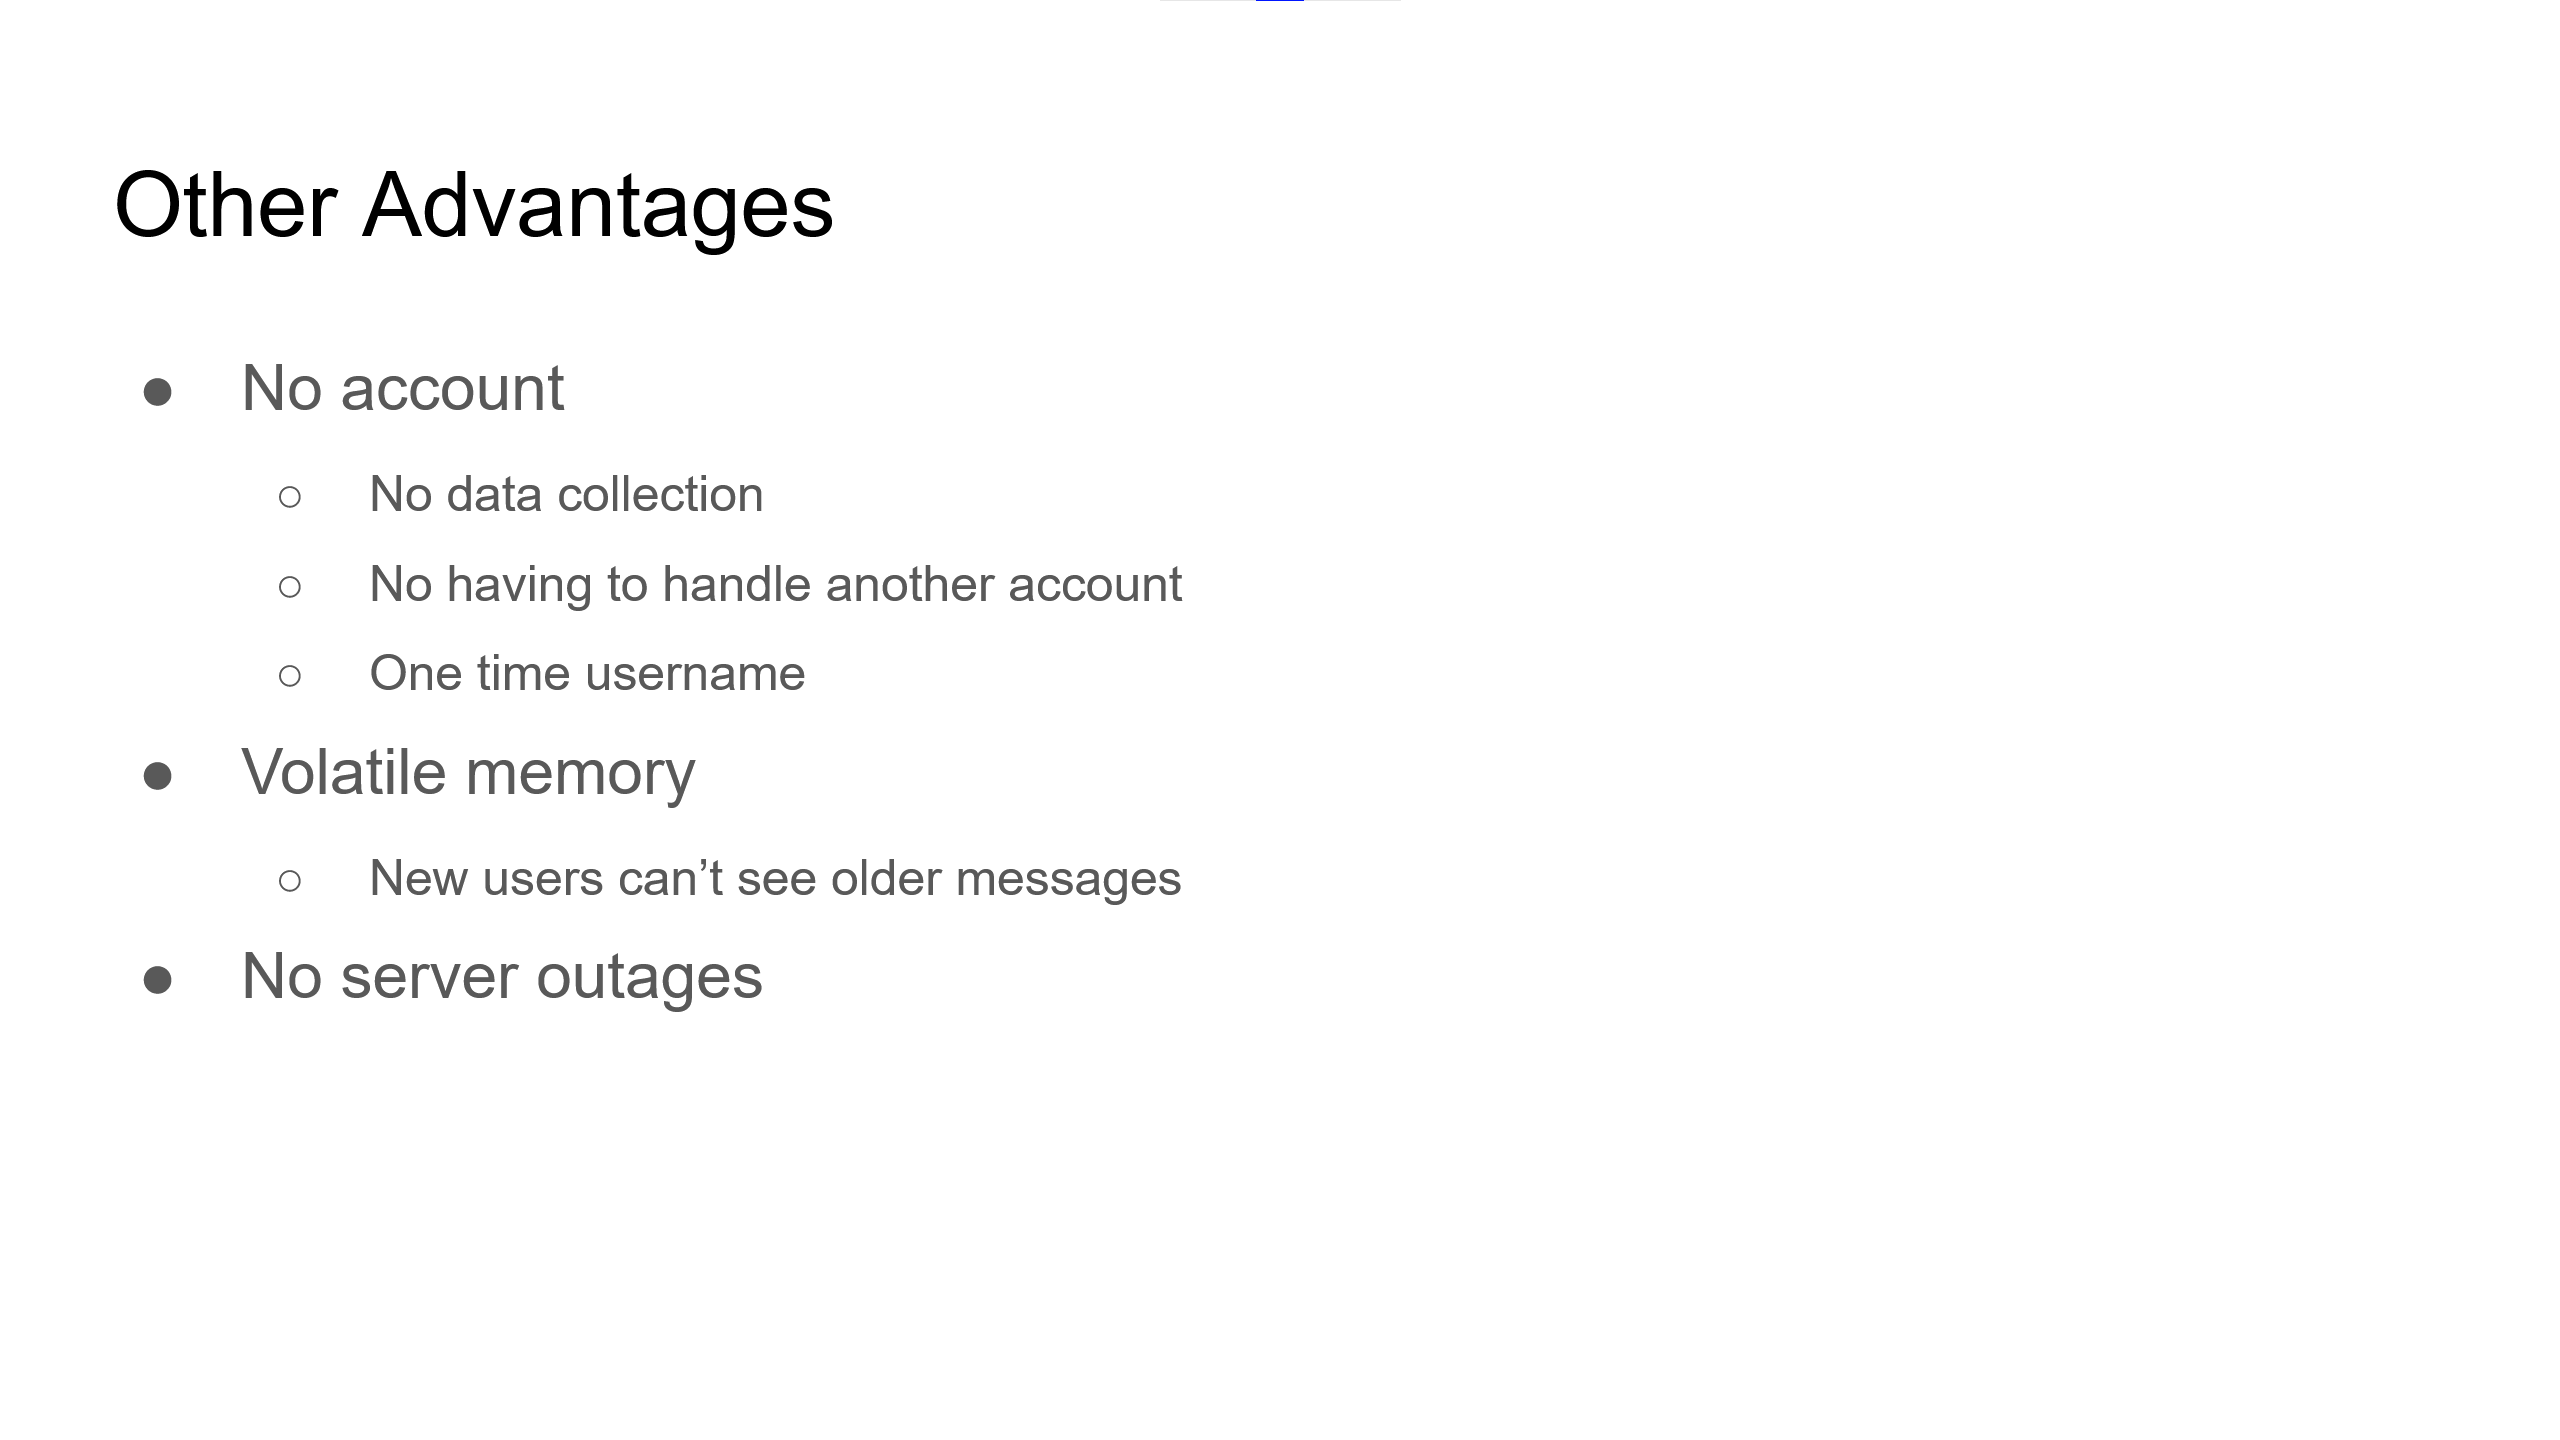 Other Advantages
● No account
○ No data collection
○ No having to handle another account
○ One time username
● Volatile memory
○ New users can’t see older messages
● No server outages